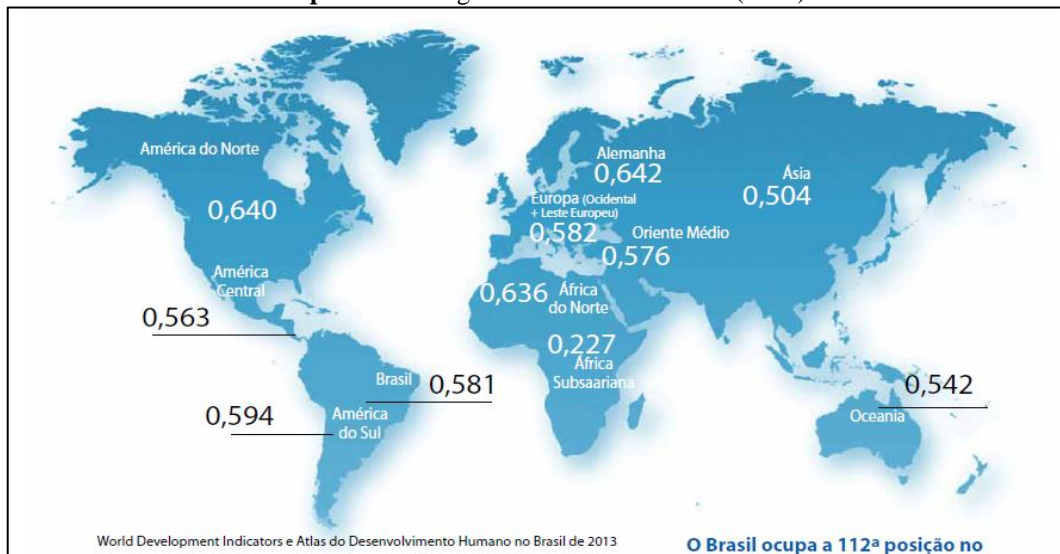 América do Norte
0,640
América
Central
0,563
Brasil
0,581
América
do Sul
0,594
Alemanha
0,642
Europa (Ocidental
+ Leste Europeu)
0,582
Oriente Médio
0,576
Ásia
0,504
0,636 África
do Norte
0,227
África
Subsaariana
0,542
Oceania
World Development Indicators e Atlas do Desenvolvimento Humano no Brasil de 2013
O Brasil ocupa a 112ª posição no